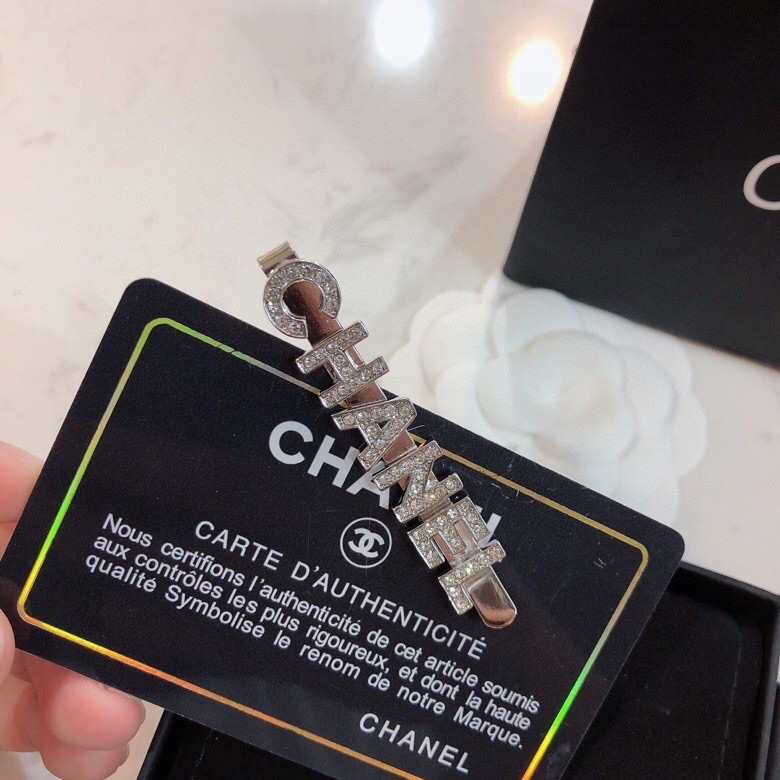 C
CHANEL
CHANEL
CARTE D'AUTHENTICITÉ
Nous certifions l'authenticité de cet article soumis
aux contrôles les plus rigoureux, et dont la haute
qualité Symbolise le renom de notre Marque.
CHANEL